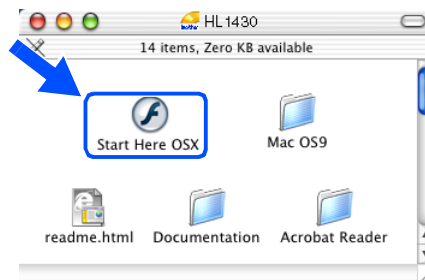 HL1430
14 items, Zero KB available
Start Here OSX
Mac OS9
readme.html
Documentation
Acrobat Reader